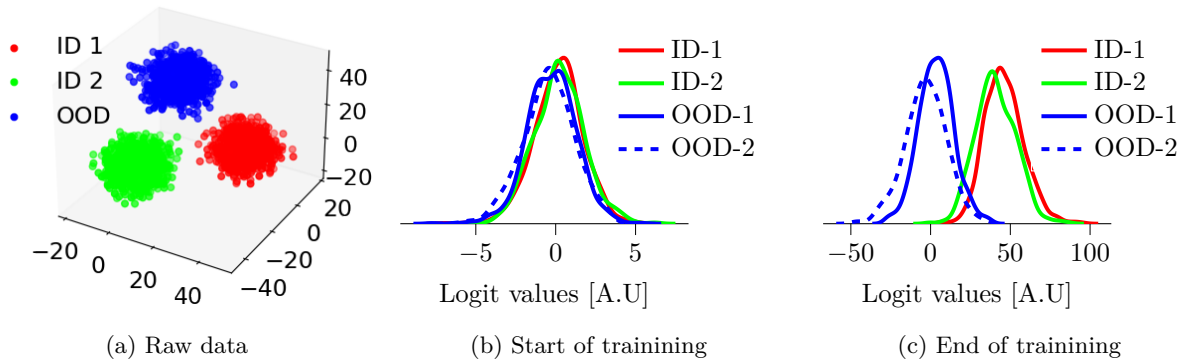 ID 1
ID 2
OOD
40
20
0
−20
20
0
−20
−40
−20
0
20
40
(a) Raw data
ID-1
ID-2
OOD-1
OOD-2
−5
0
5
Logit values [A.U]
(b) Start of trainining
ID-1
ID-2
OOD-1
OOD-2
−50
0
50
100
Logit values [A.U]
(c) End of trainining